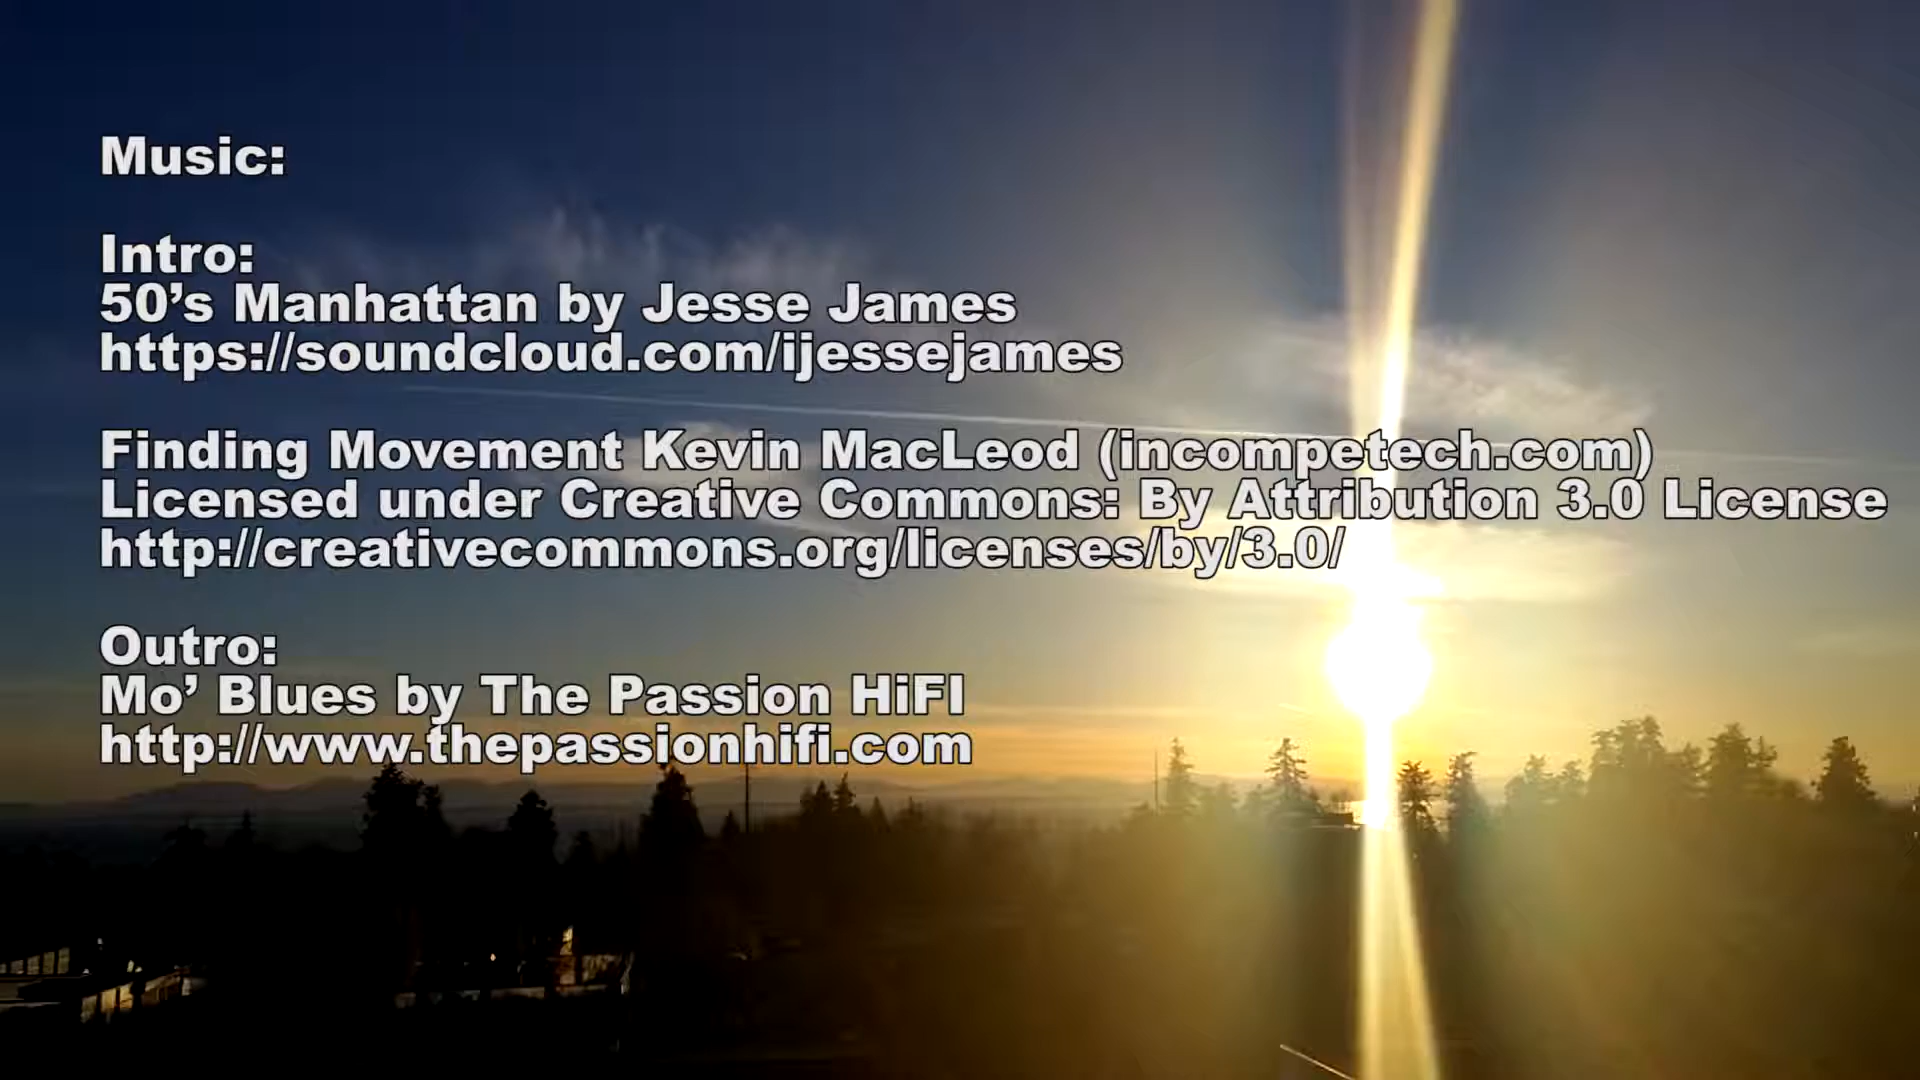 Music:
Intro:
50’s Manhattan by Jesse James
https://soundcloud.com/ijessejames
Finding Movement Kevin MacLeod (incompetech.com)
Licensed under Creative Commons: By Attribution 3.0 License
http://creativecommons.org/licenses/by/3.0/
Outro:
Mo’ Blues by The Passion HiFI
http://www.thepassionhifi.com